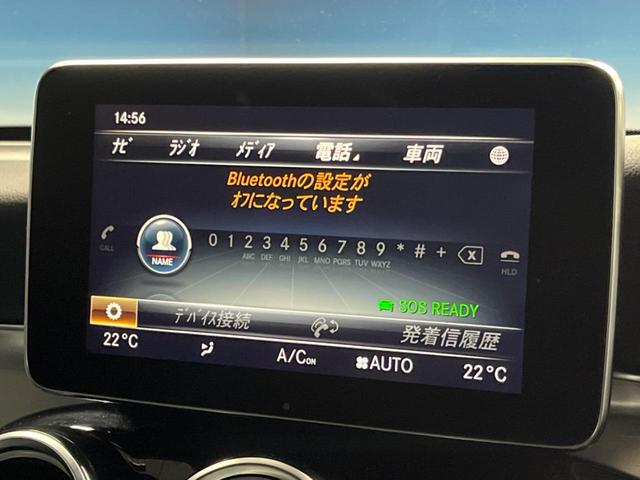 14:56
ﾅﾋﾞ ﾗｼﾞｵ ﾒﾃﾞｨｱ 電話 車両
Bluetoothの設定が
ｵﾌになっています
0 1 2 3 4 5 6 7 8 9 * # +
ABC DEF GHI JKL MNO PQRS TUV WXYZ
CALL
NAME
HLD
SOS READY
ﾃﾞﾊﾞｲｽ接続 発着信履歴
22°C A/C ON AUTO 22°C